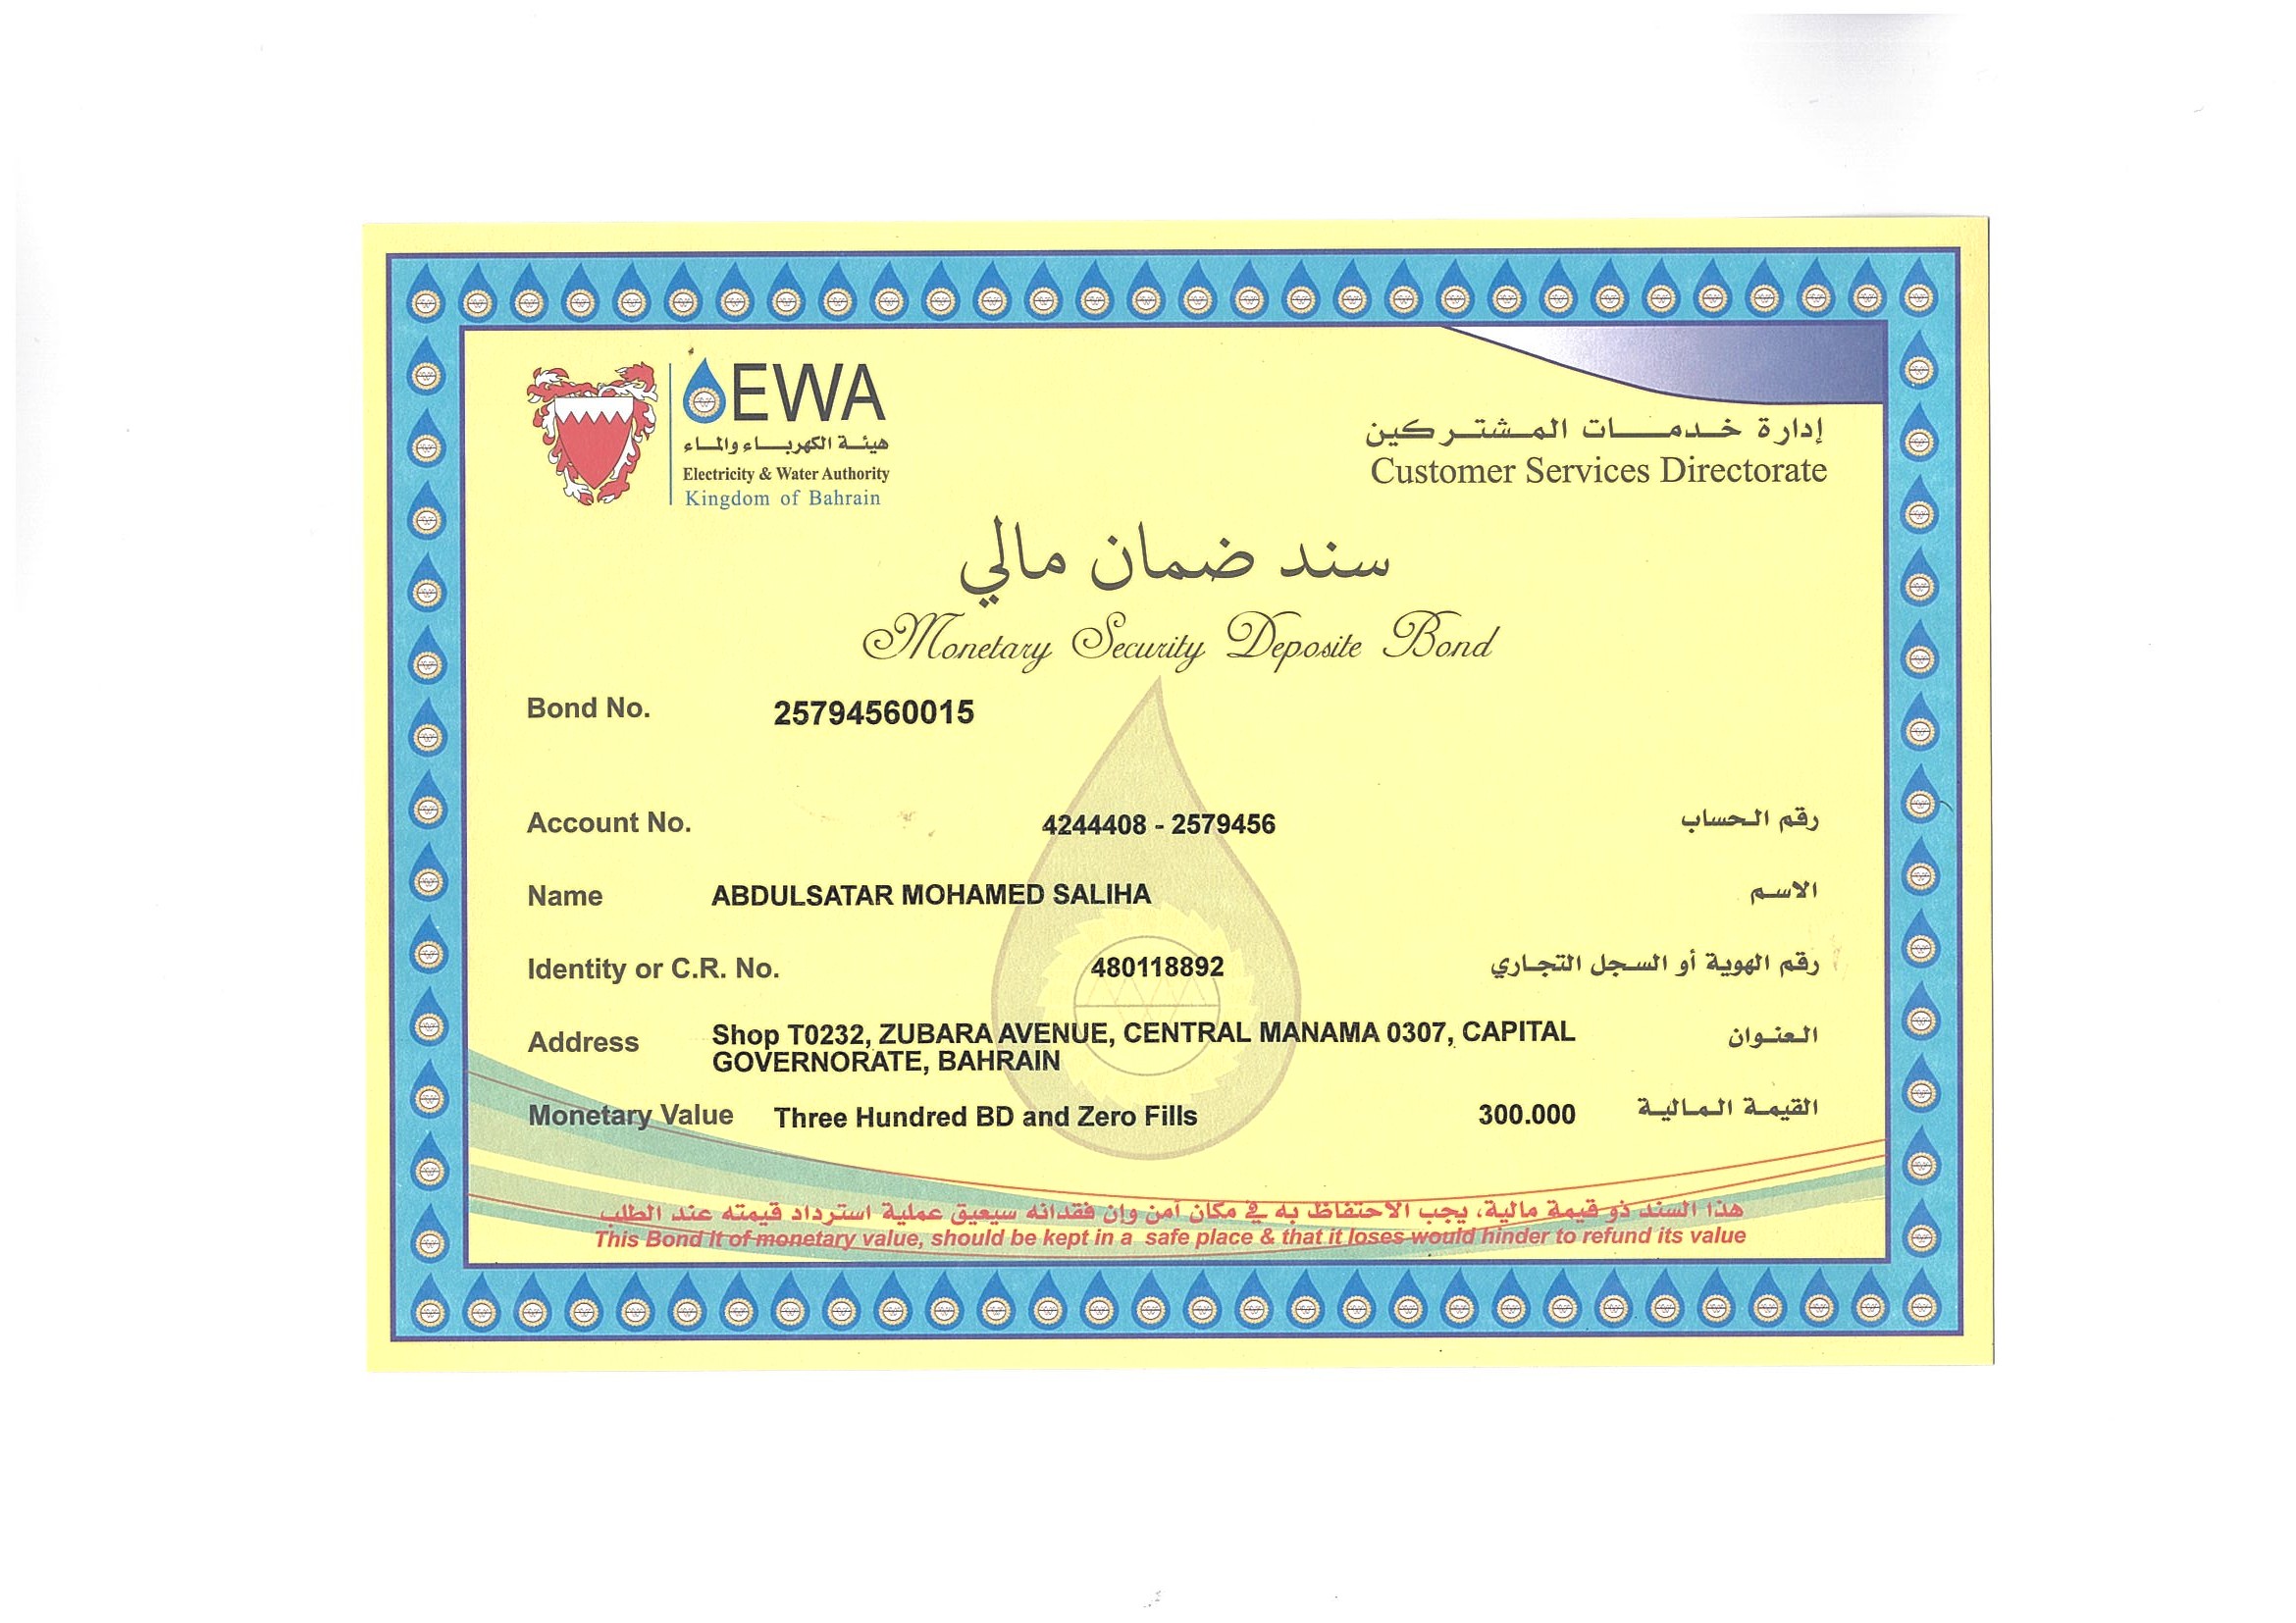 EWA
هيئة الكهرباء والماء
Electricity & Water Authority
Kingdom of Bahrain
إدارة خدمات المشتركين
Customer Services Directorate
سند ضمان مالي
Monetary Security Deposite Bond
Bond No. 25794560015
Account No. 4244408 - 2579456 رقم الحساب
Name ABDULSATAR MOHAMED SALIHA الاسم
Identity or C.R. No. 480118892 رقم الهوية أو السجل التجاري
Address Shop T0232, ZUBARA AVENUE, CENTRAL MANAMA 0307, CAPITAL العنوان
GOVERNORATE, BAHRAIN
Monetary Value Three Hundred BD and Zero Fills 300.000 القيمة المالية
هذا السند ذو قيمة مالية، يجب الاحتفاظ به في مكان آمن وإن فقدانه سيعيق عملية استرداد قيمته عند الطلب
This Bond It of monetary value, should be kept in a safe place & that it loses would hinder to refund its value